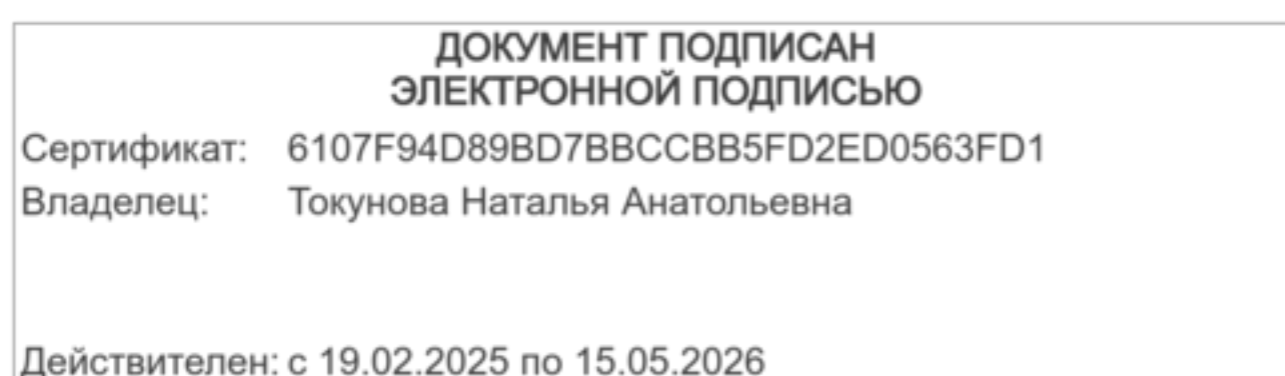 ДОКУМЕНТ ПОДПИСАН
ЭЛЕКТРОННОЙ ПОДПИСЬЮ
Сертификат: 6107F94D89BD7BBCCBB5FD2ED0563FD1
Владелец: Токунова Наталья Анатольевна
Действителен: с 19.02.2025 по 15.05.2026